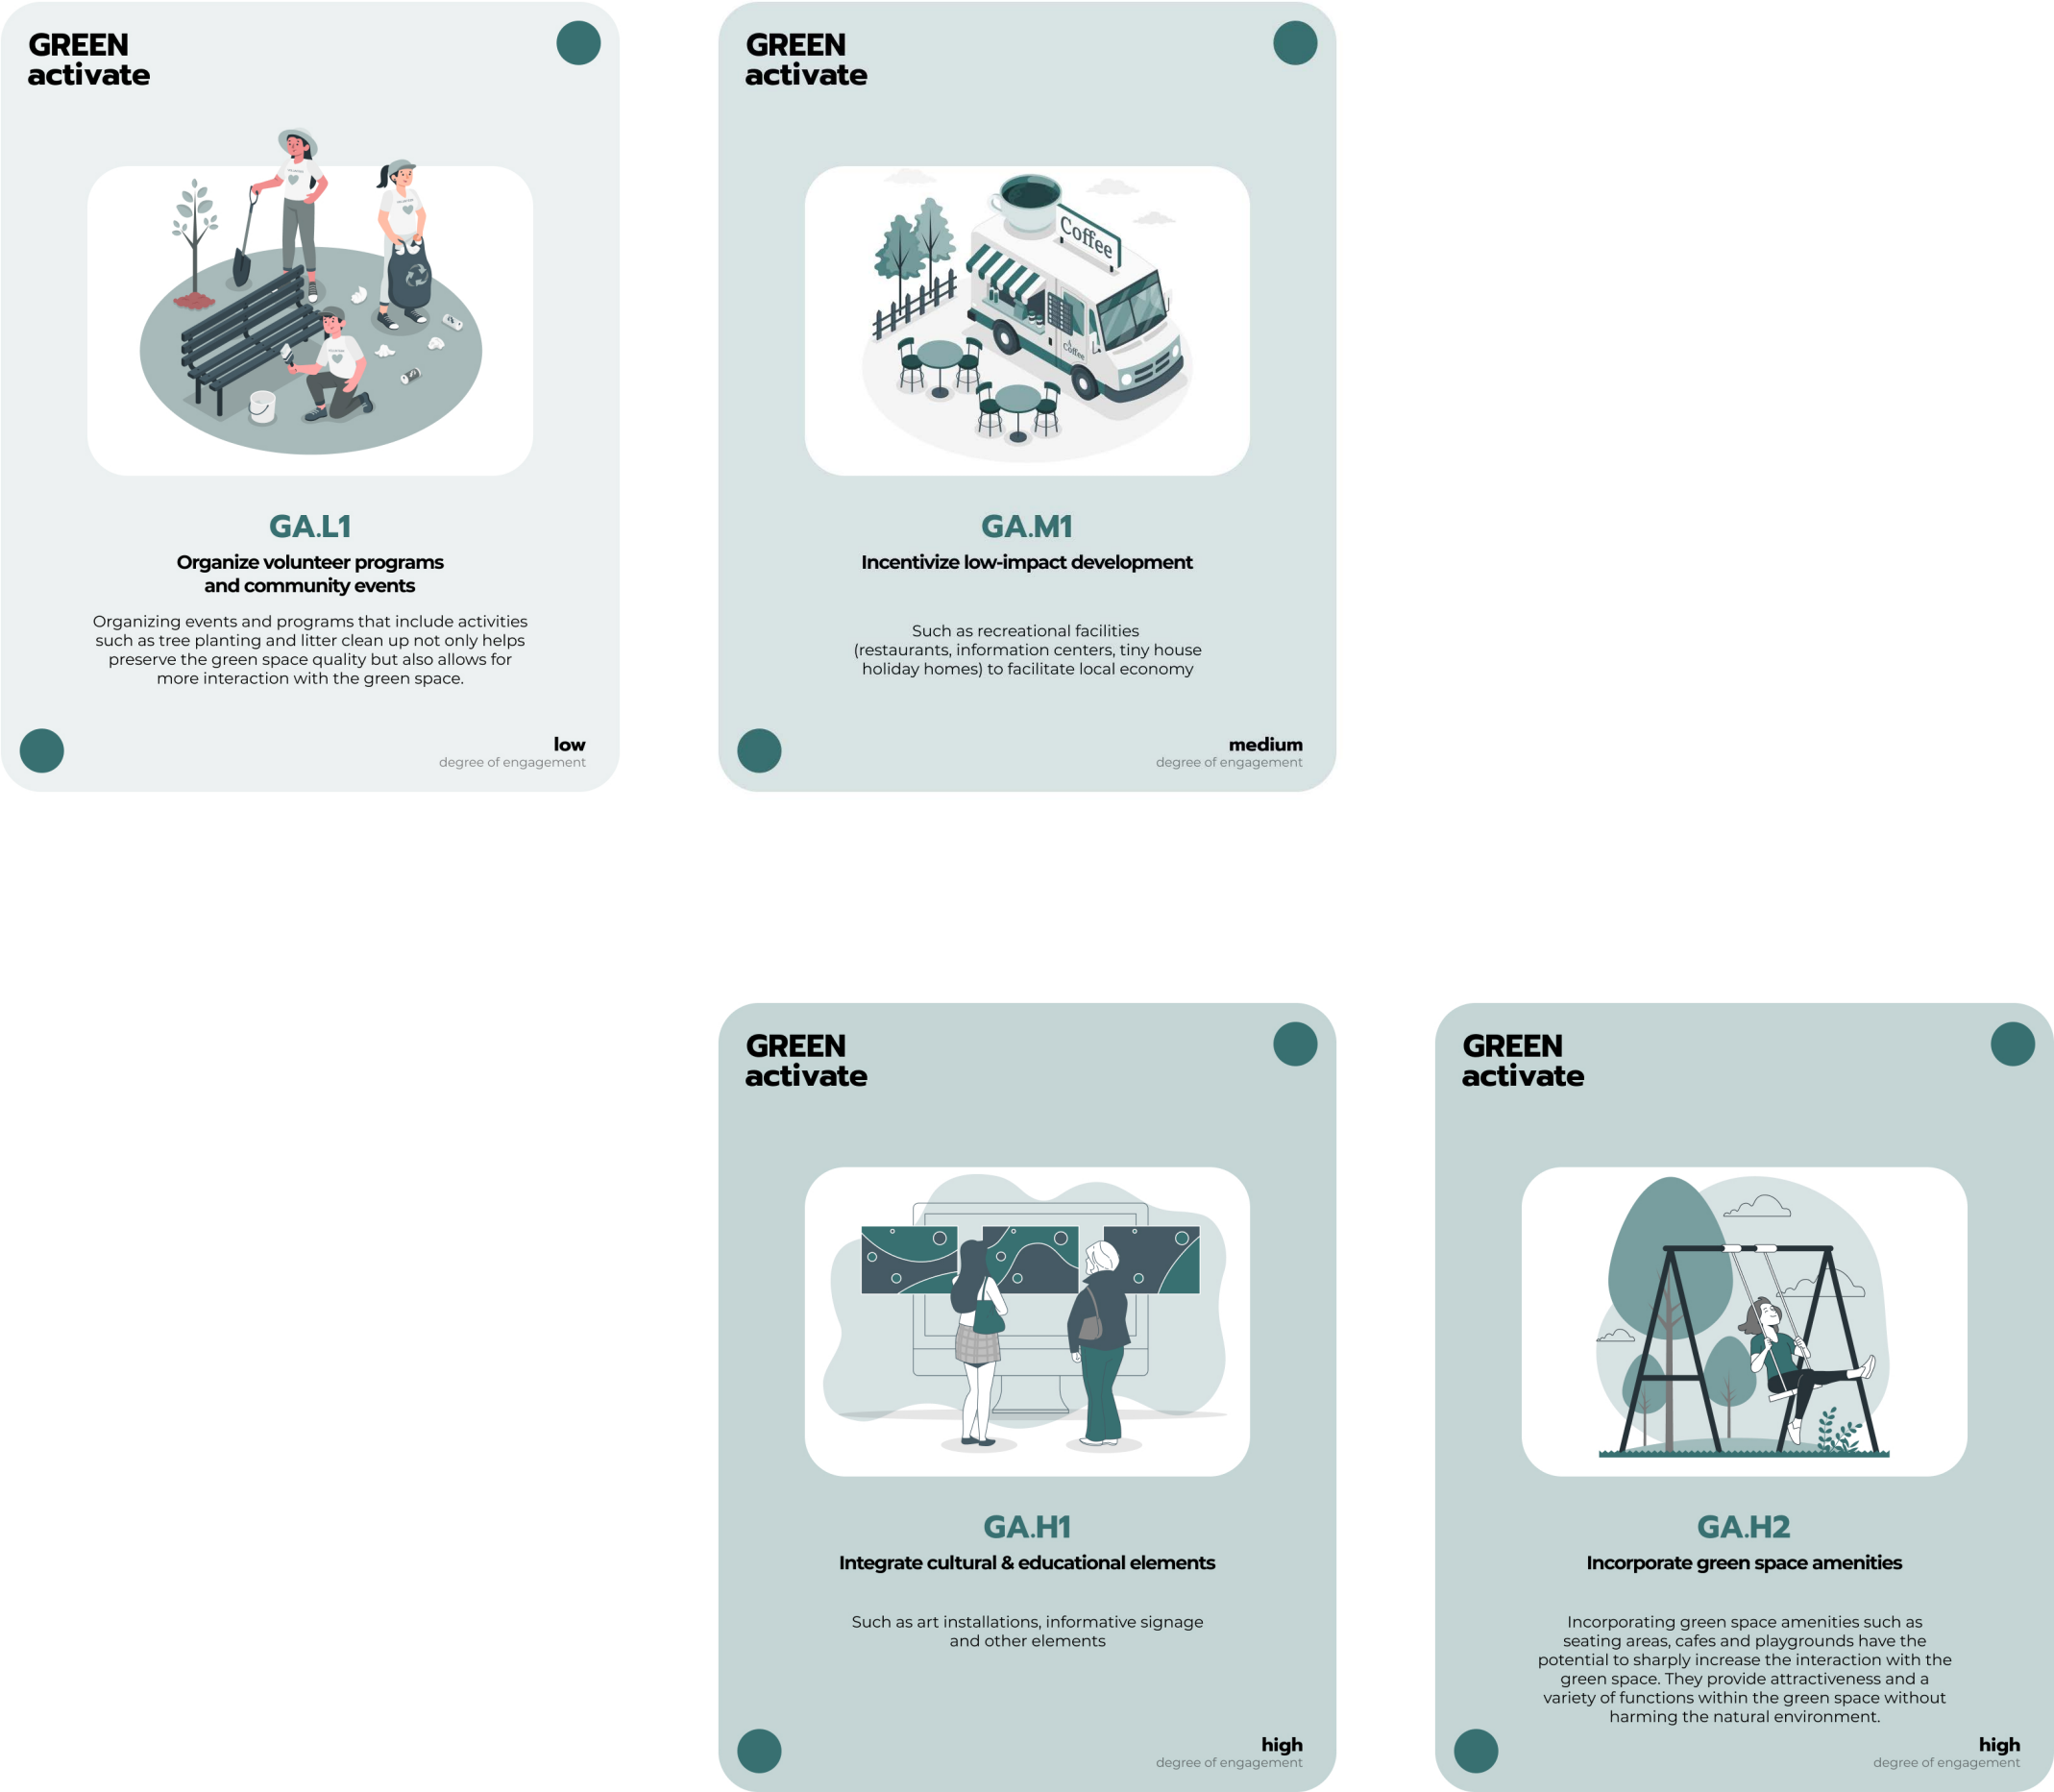 GREEN
activate
GA.L1
Organize volunteer programs
and community events
Organizing events and programs that include activities
such as tree planting and litter clean up not only helps
preserve the green space quality but also allows for
more interaction with the green space.
low
degree of engagement
GREEN
activate
Coffee
Coffee
GA.M1
Incentivize low-impact development
Such as recreational facilities
(restaurants, information centers, tiny house
holiday homes) to facilitate local economy
medium
degree of engagement
GREEN
activate
GA.H1
Integrate cultural & educational elements
Such as art installations, informative signage
and other elements
high
degree of engagement
GREEN
activate
GA.H2
Incorporate green space amenities
Incorporating green space amenities such as
seating areas, cafes and playgrounds have the
potential to sharply increase the interaction with the
green space. They provide attractiveness and a
variety of functions within the green space without
harming the natural environment.
high
degree of engagement